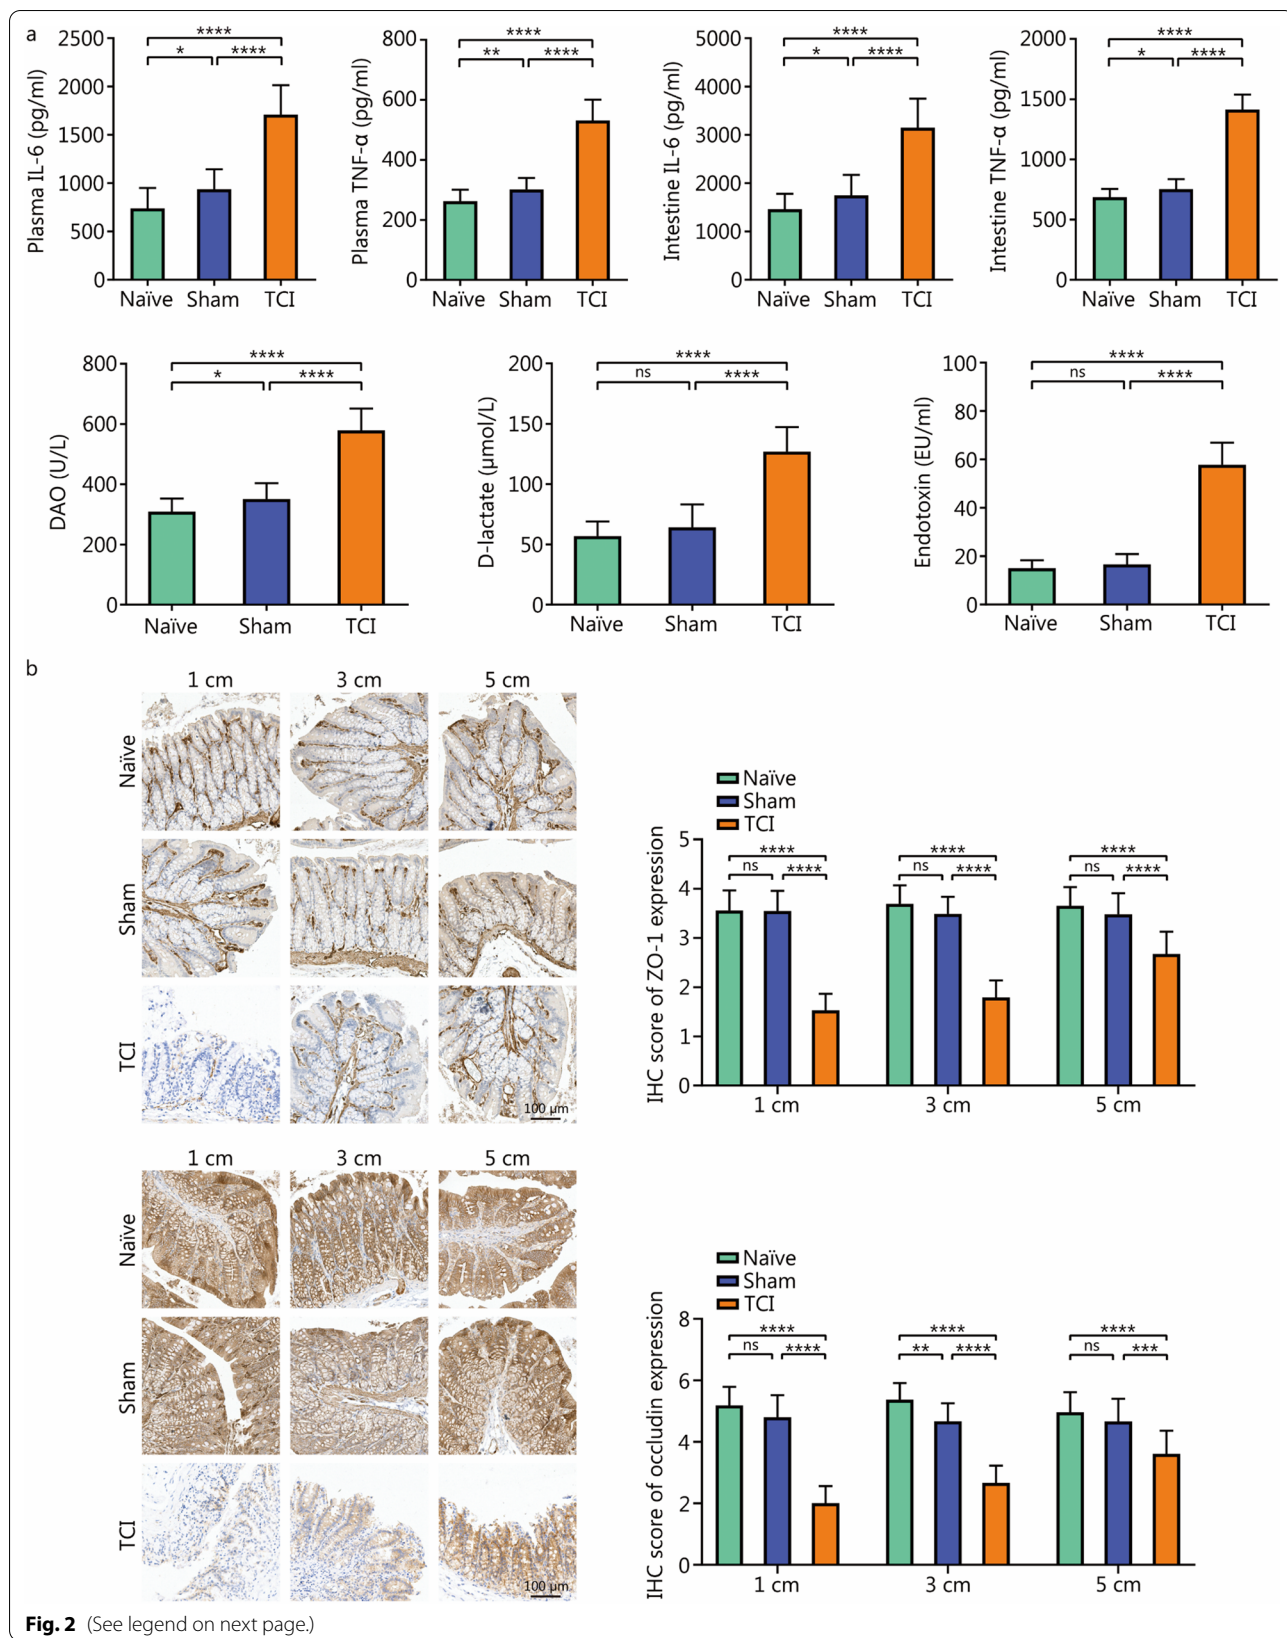 a
Plasma IL-6 (pg/ml)
2500
2000
1500
1000
500
0
****
* ****
Naïve Sham TCI
Plasma TNF-α (pg/ml)
800
600
400
200
0
****
** ****
Naïve Sham TCI
Intestine IL-6 (pg/ml)
5000
4000
3000
2000
1000
0
****
* ****
Naïve Sham TCI
Intestine TNF-α (pg/ml)
2000
1500
1000
500
0
****
* ****
Naïve Sham TCI
DAO (U/L)
800
600
400
200
0
****
* ****
Naïve Sham TCI
D-lactate (μmol/L)
200
150
100
50
0
****
ns ****
Naïve Sham TCI
Endotoxin (EU/ml)
100
80
60
40
20
0
****
ns ****
Naïve Sham TCI
b
1 cm 3 cm 5 cm
Naïve
Sham
TCI
100 μm
Naïve
Sham
TCI
IHC score of ZO-1 expression
5
4
3
2
1
0
**** **** ****
ns **** ns **** ns ****
1 cm 3 cm 5 cm
1 cm 3 cm 5 cm
Naïve
Sham
TCI
100 μm
Naïve
Sham
TCI
IHC score of occludin expression
8
6
4
2
0
**** **** ****
ns **** ** **** ns ***
1 cm 3 cm 5 cm
Fig. 2 (See legend on next page.)